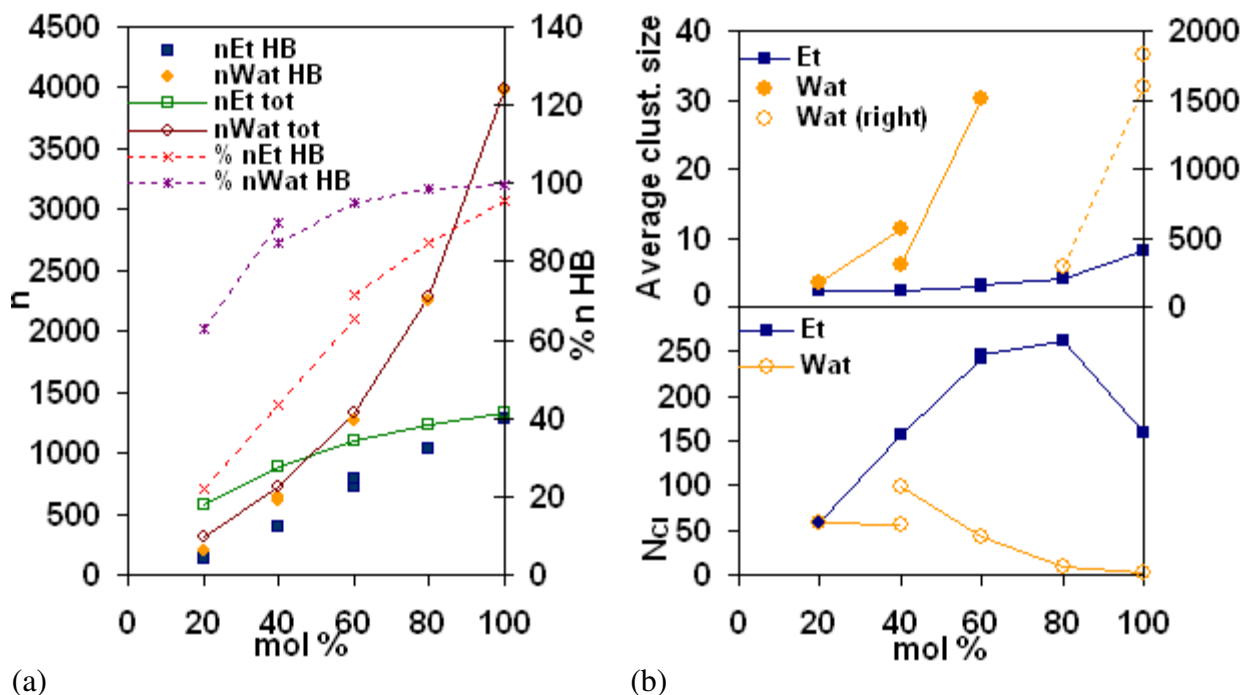 4500
4000
3500
3000
2500
2000
1500
1000
500
0
n
nEt HB
nWat HB
nEt tot
nWat tot
% nEt HB
% nWat HB
140
120
100
80
60
40
20
0
% n HB
0 20 40 60 80 100
mol %
(a)
Average clust. size
40
30
20
10
0
Et
Wat
Wat (right)
2000
1500
1000
500
0
Ncl
250
200
150
100
50
0
Et
Wat
0 20 40 60 80 100
mol %
(b)